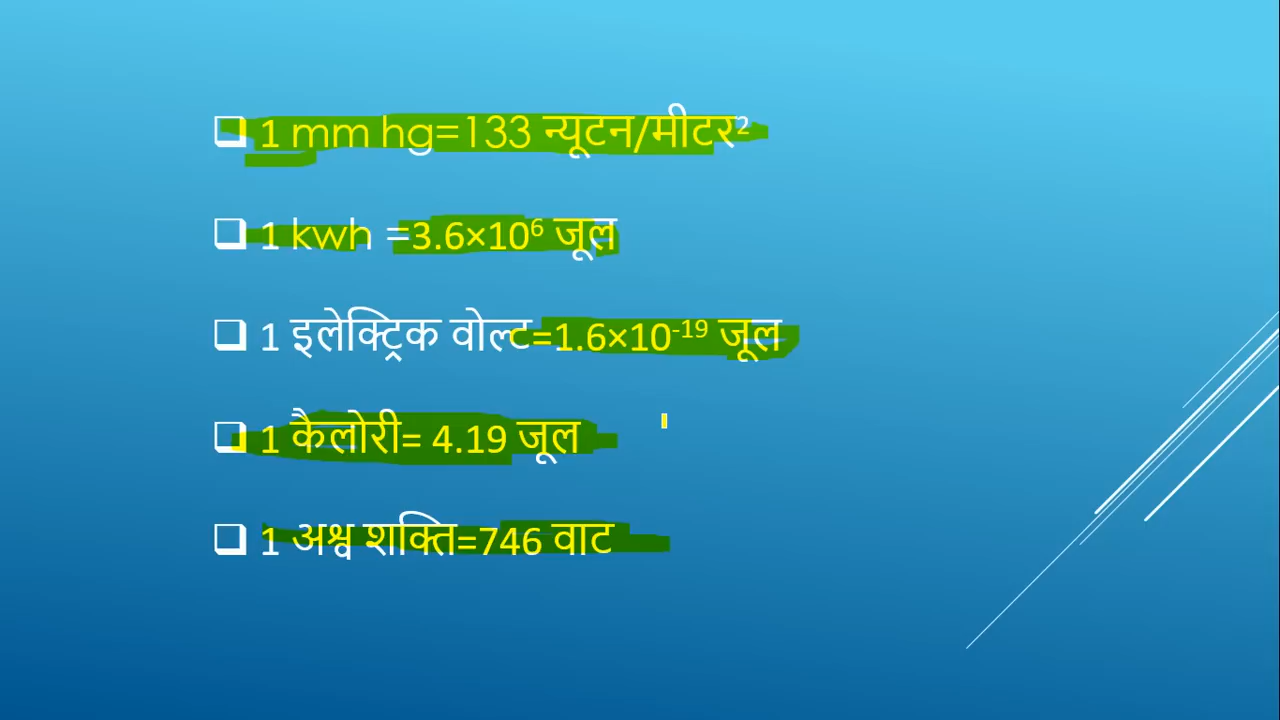 ❑ 1 mm hg=133 न्यूटन/मीटर²
❑ 1 kwh =3.6×10⁶ जूल
❑ 1 इलेक्ट्रिक वोल्ट=1.6×10⁻¹⁹ जूल
❑ 1 कैलोरी= 4.19 जूल
❑ 1 अश्व शक्ति=746 वाट